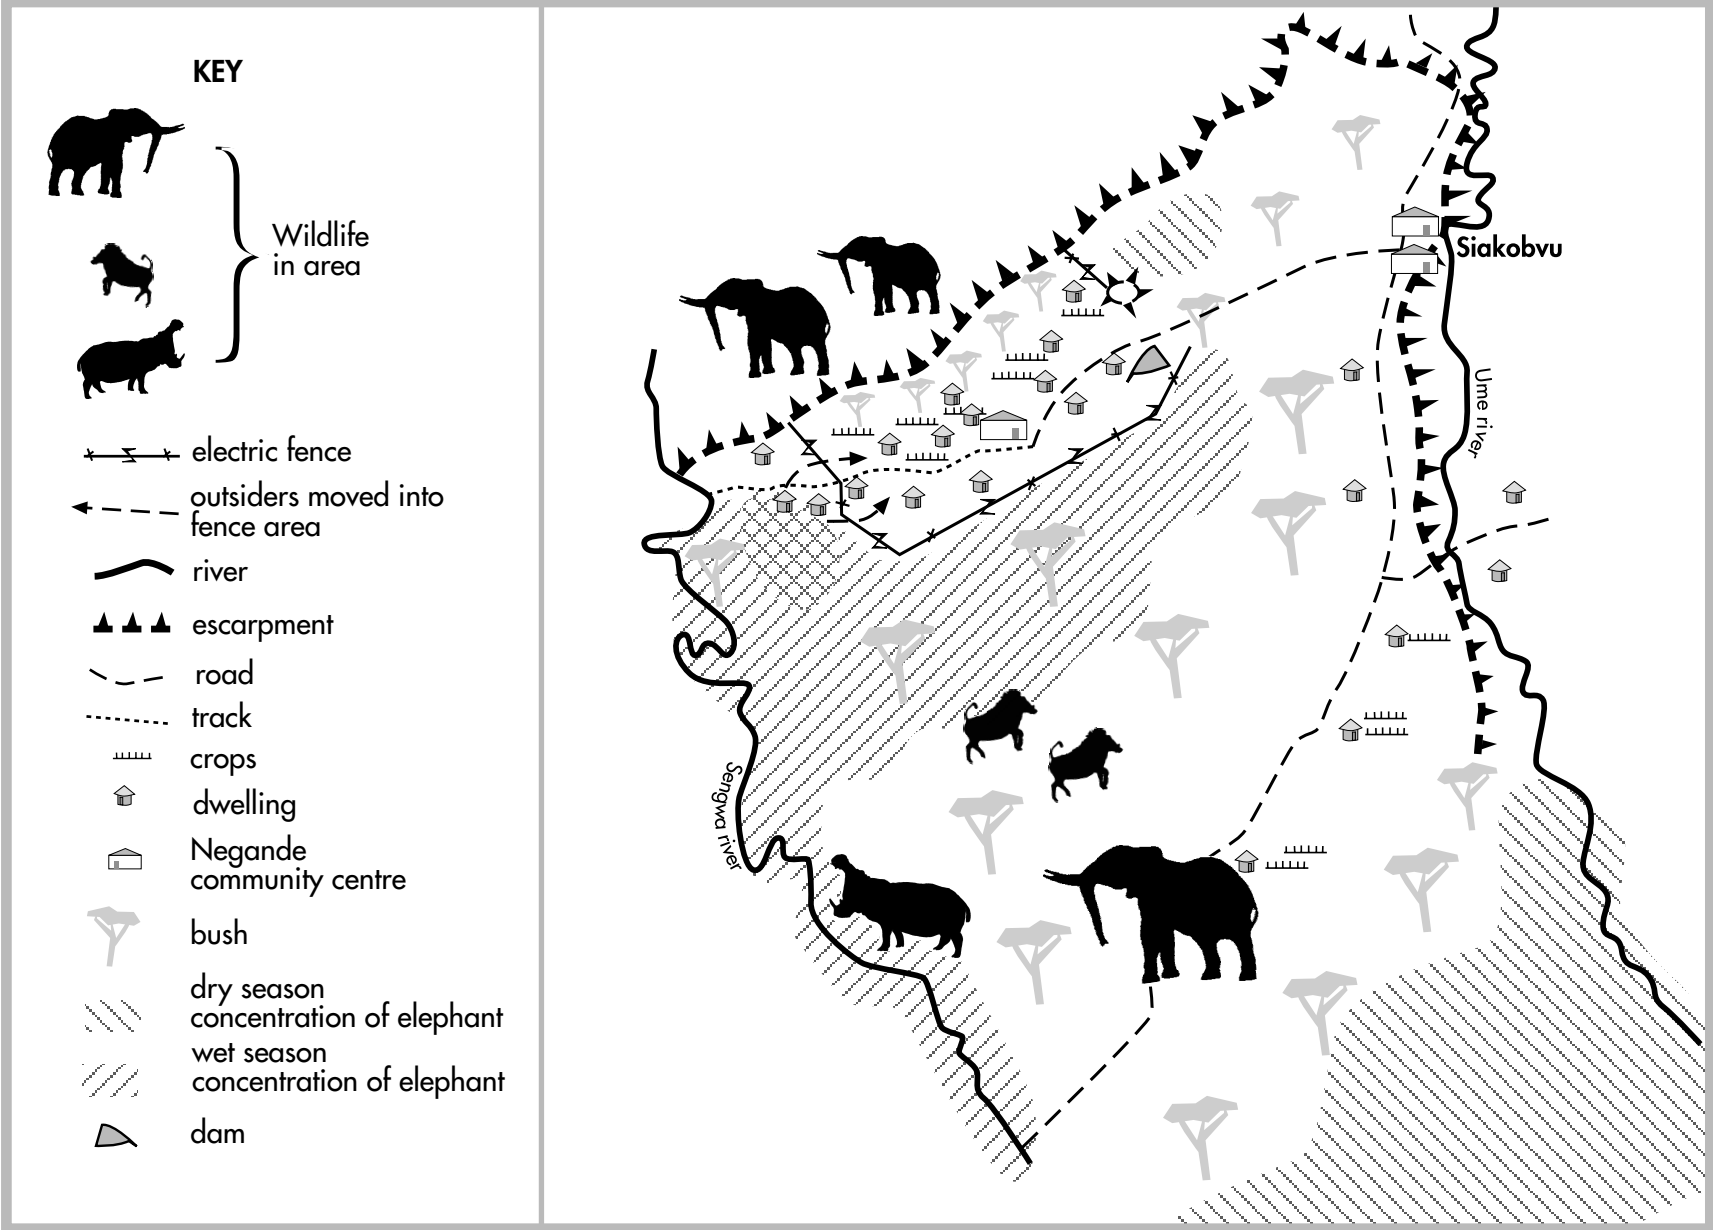 KEY
Wildlife
in area
electric fence
outsiders moved into
fence area
river
escarpment
road
track
crops
dwelling
Negande
community centre
bush
dry season
concentration of elephant
wet season
concentration of elephant
dam
Siakobvu
Ume river
Sengwa river